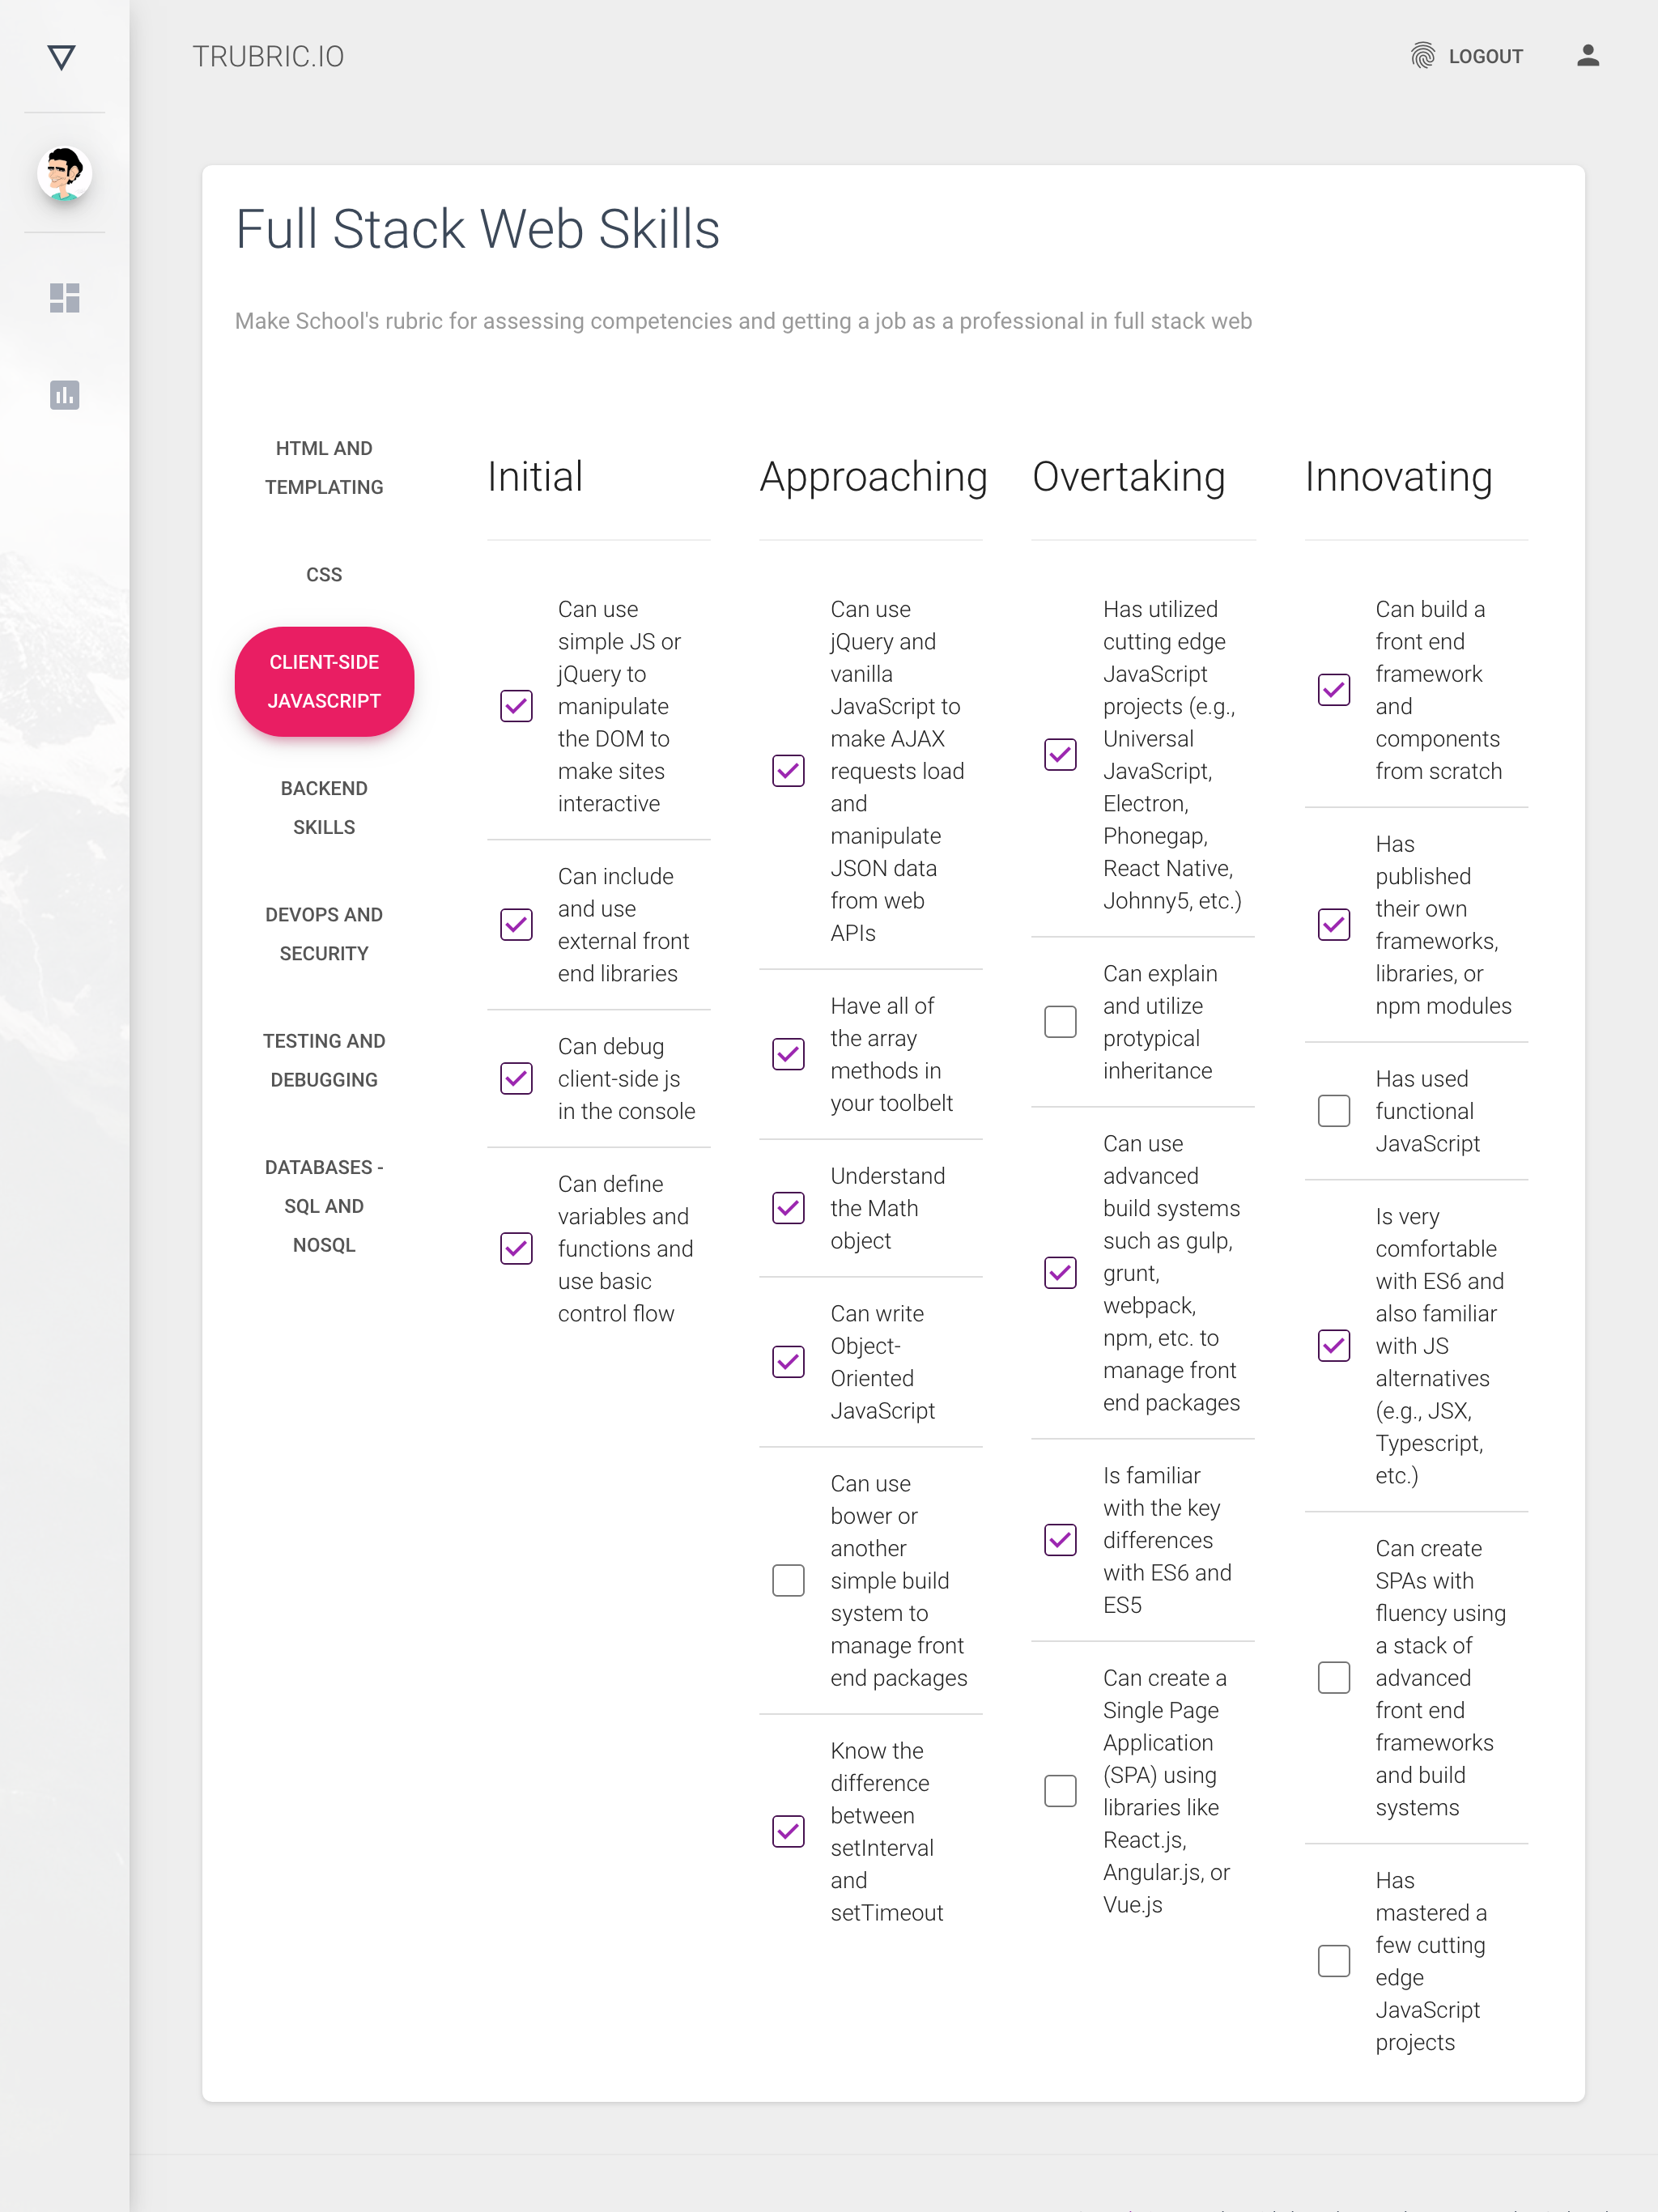 TRUBRIC.IO
LOGOUT
Full Stack Web Skills
Make School's rubric for assessing competencies and getting a job as a professional in full stack web
HTML AND
TEMPLATING
CSS
CLIENT-SIDE
JAVASCRIPT
BACKEND
SKILLS
DEVOPS AND
SECURITY
TESTING AND
DEBUGGING
DATABASES -
SQL AND
NOSQL
Initial
Can use
simple JS or
jQuery to
manipulate
the DOM to
make sites
interactive
Can include
and use
external front
end libraries
Can debug
client-side js
in the console
Can define
variables and
functions and
use basic
control flow
Approaching
Can use
jQuery and
vanilla
JavaScript to
make AJAX
requests load
and
manipulate
JSON data
from web
APIs
Have all of
the array
methods in
your toolbelt
Understand
the Math
object
Can write
Object-
Oriented
JavaScript
Can use
bower or
another
simple build
system to
manage front
end packages
Know the
difference
between
setInterval
and
setTimeout
Overtaking
Has utilized
cutting edge
JavaScript
projects (e.g.,
Universal
JavaScript,
Electron,
Phonegap,
React Native,
Johnny5, etc.)
Can explain
and utilize
protypical
inheritance
Can use
advanced
build systems
such as gulp,
grunt,
webpack,
npm, etc. to
manage front
end packages
Is familiar
with the key
differences
with ES6 and
ES5
Can create a
Single Page
Application
(SPA) using
libraries like
React.js,
Angular.js, or
Vue.js
Innovating
Can build a
front end
framework
and
components
from scratch
Has
published
their own
frameworks,
libraries, or
npm modules
Has used
functional
JavaScript
Is very
comfortable
with ES6 and
also familiar
with JS
alternatives
(e.g., JSX,
Typescript,
etc.)
Can create
SPAs with
fluency using
a stack of
advanced
front end
frameworks
and build
systems
Has
mastered a
few cutting
edge
JavaScript
projects